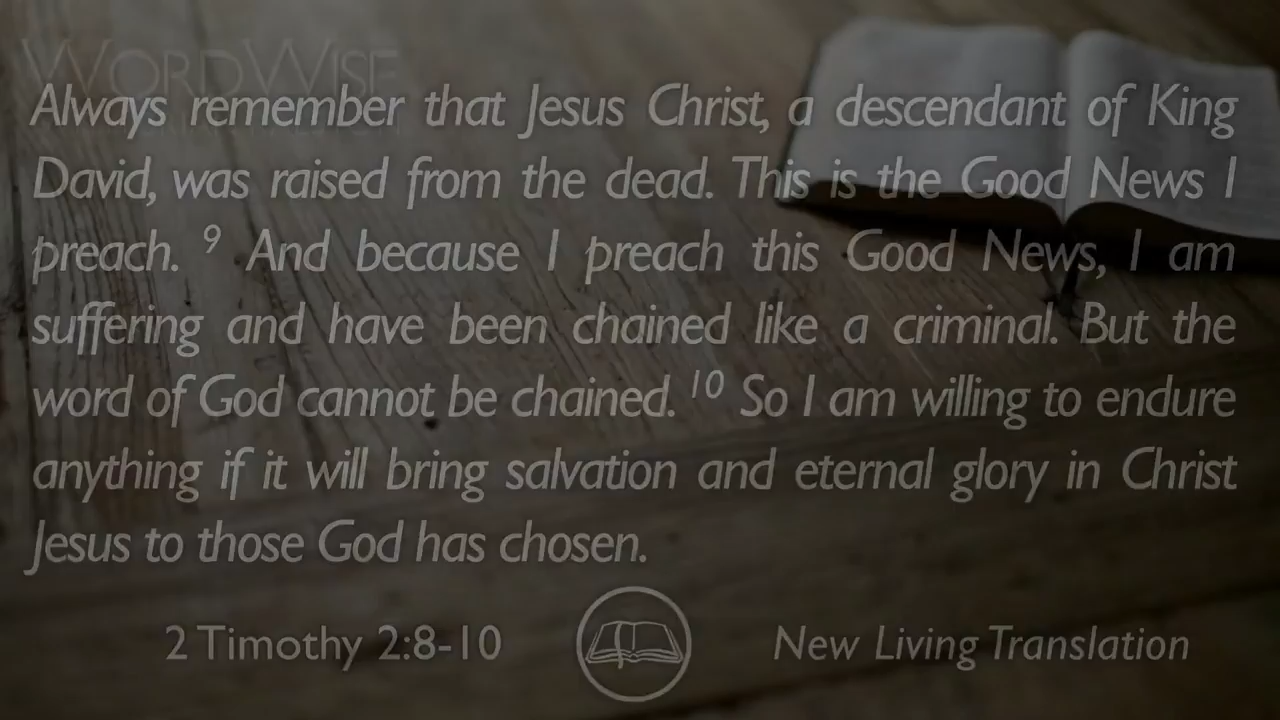 WORDWISE
Always remember that Jesus Christ, a descendant of King
David, was raised from the dead. This is the Good News I
preach. 9 And because I preach this Good News, I am
suffering and have been chained like a criminal. But the
word of God cannot be chained. 10 So I am willing to endure
anything if it will bring salvation and eternal glory in Christ
Jesus to those God has chosen.
2 Timothy 2:8-10
New Living Translation